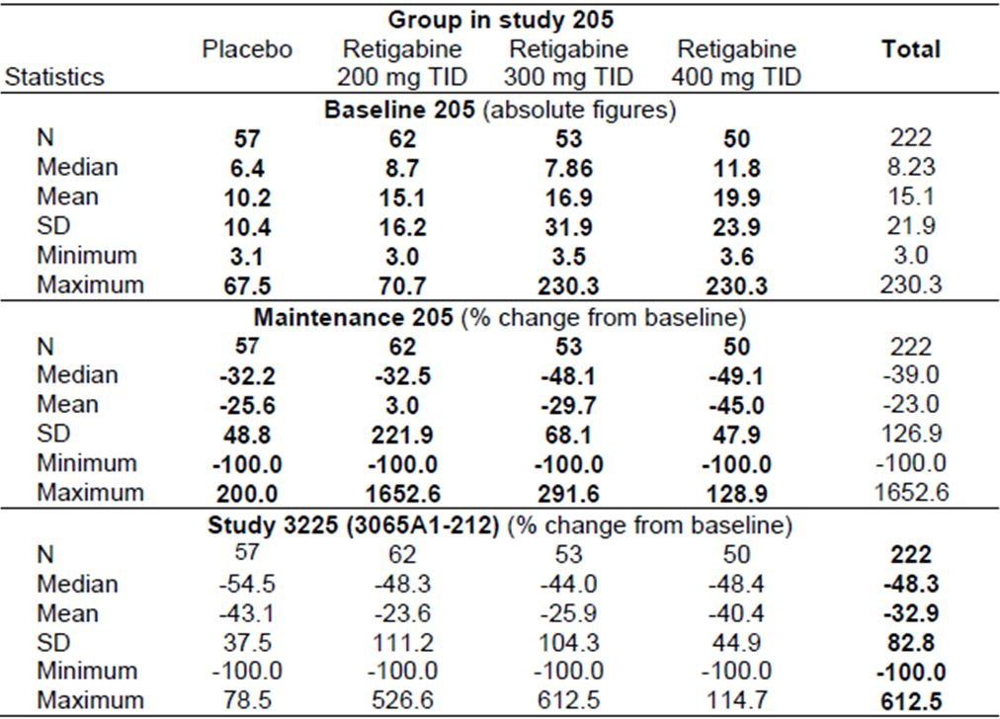 Group in study 205
Placebo Retigabine Retigabine Retigabine Total
Statistics 200 mg TID 300 mg TID 400 mg TID
Baseline 205 (absolute figures)
N 57 62 53 50 222
Median 6.4 8.7 7.86 11.8 8.23
Mean 10.2 15.1 16.9 19.9 15.1
SD 10.4 16.2 31.9 23.9 21.9
Minimum 3.1 3.0 3.5 3.6 3.0
Maximum 67.5 70.7 230.3 230.3 230.3
Maintenance 205 (% change from baseline)
N 57 62 53 50 222
Median -32.2 -32.5 -48.1 -49.1 -39.0
Mean -25.6 3.0 -29.7 -45.0 -23.0
SD 48.8 221.9 68.1 47.9 126.9
Minimum -100.0 -100.0 -100.0 -100.0 -100.0
Maximum 200.0 1652.6 291.6 128.9 1652.6
Study 3225 (3065A1-212) (% change from baseline)
N 57 62 53 50 222
Median -54.5 -48.3 -44.0 -48.4 -48.3
Mean -43.1 -23.6 -25.9 -40.4 -32.9
SD 37.5 111.2 104.3 44.9 82.8
Minimum -100.0 -100.0 -100.0 -100.0 -100.0
Maximum 78.5 526.6 612.5 114.7 612.5